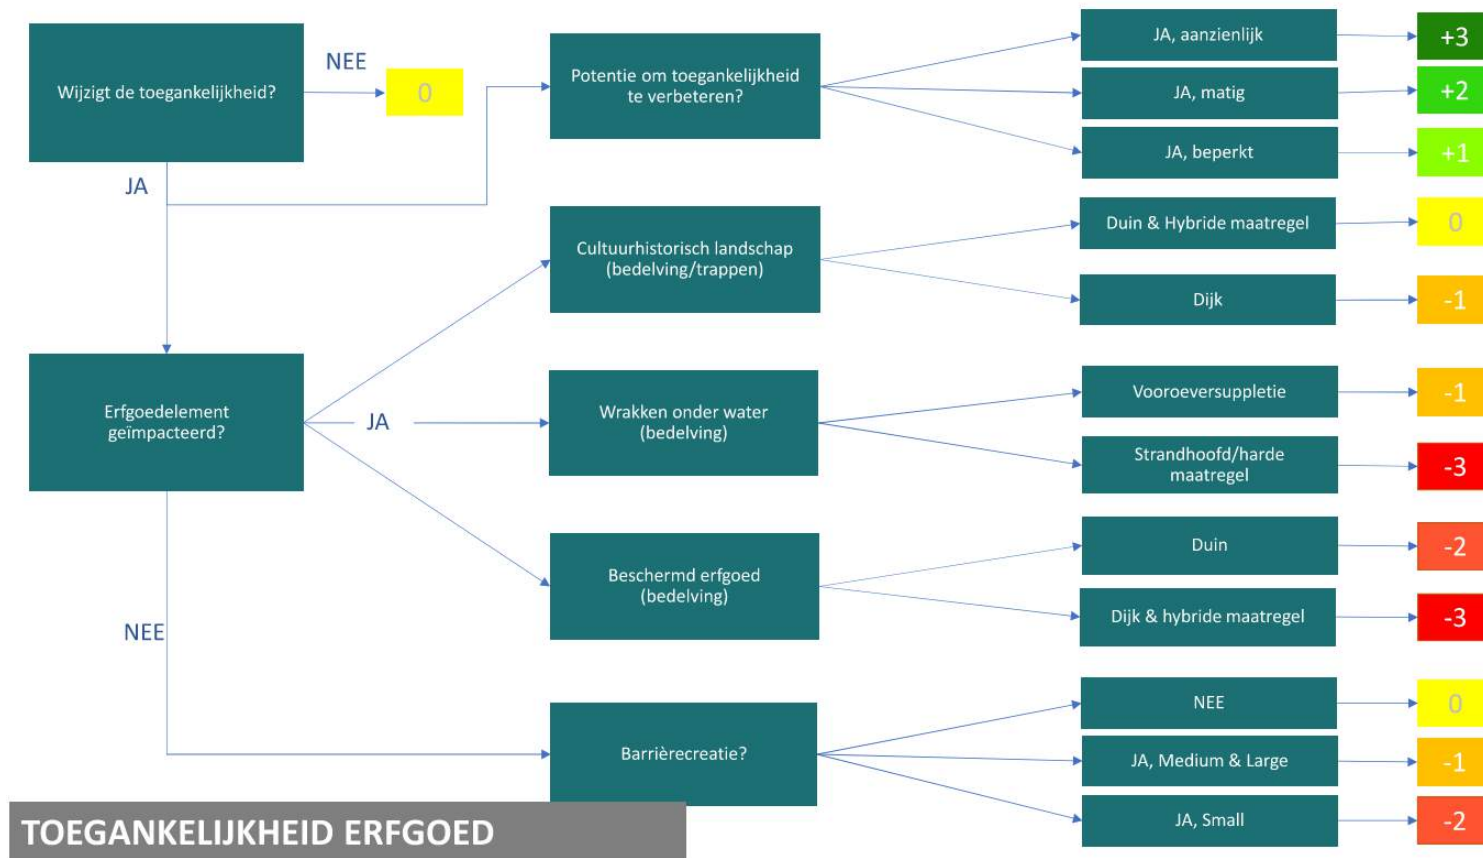 Wijzigt de toegankelijkheid?
NEE
0
JA
Potentie om toegankelijkheid
te verbeteren?
JA, aanzienlijk
+3
JA, matig
+2
JA, beperkt
+1
Erfgoedelement
geïmpacteerd?
JA
Cultuurhistorisch landschap
(bedelving/trappen)
Duin & Hybride maatregel
0
Dijk
-1
Wrakken onder water
(bedelving)
Vooroeversuppletie
-1
Strandhoofd/harde
maatregel
-3
Beschermd erfgoed
(bedelving)
Duin
-2
Dijk & hybride maatregel
-3
NEE
Barrièrecreatie?
NEE
0
JA, Medium & Large
-1
JA, Small
-2
TOEGANKELIJKHEID ERFGOED